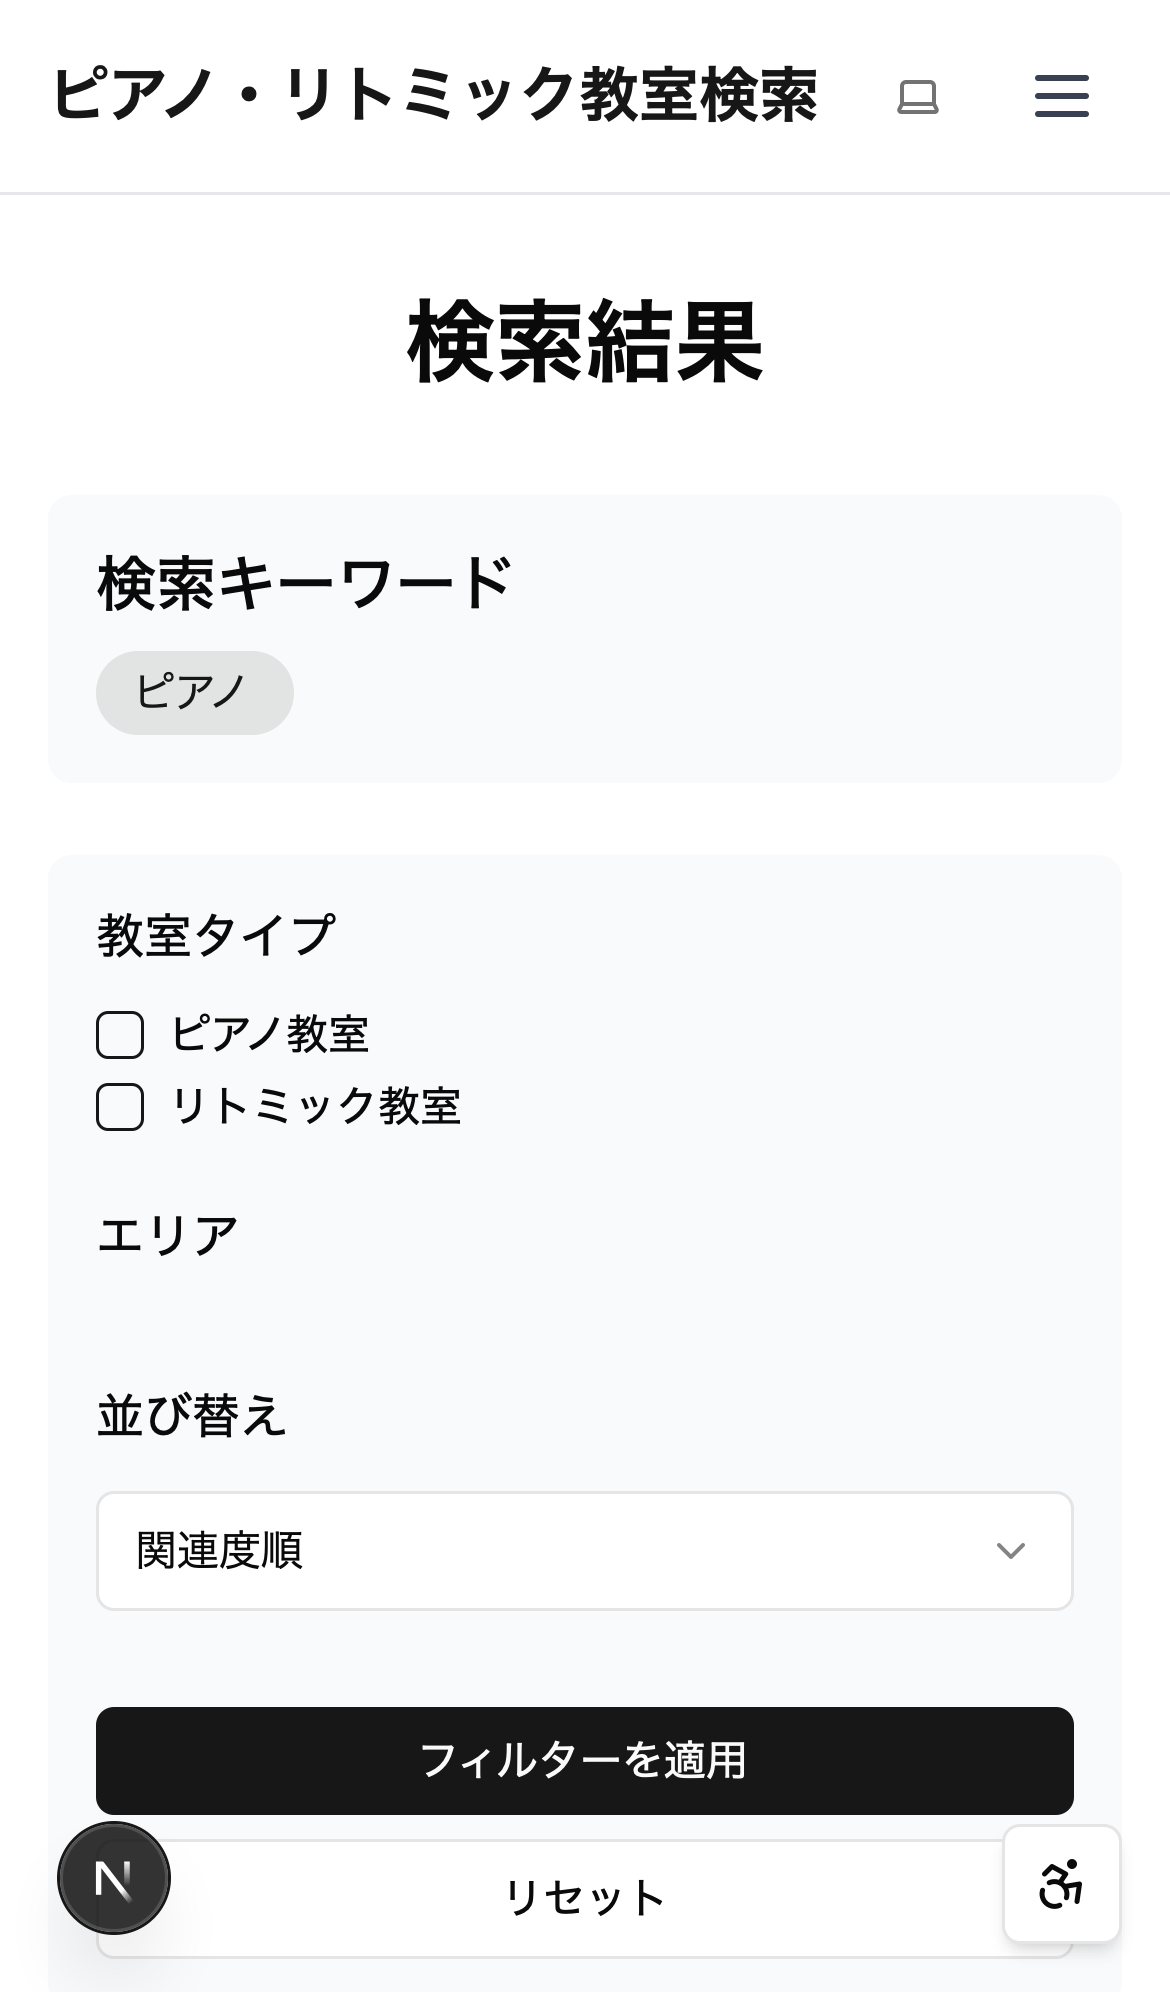 ピアノ・リトミック教室検索
検索結果
検索キーワード
ピアノ
教室タイプ
ピアノ教室
リトミック教室
エリア
並び替え
関連度順
フィルターを適用
N
リセット